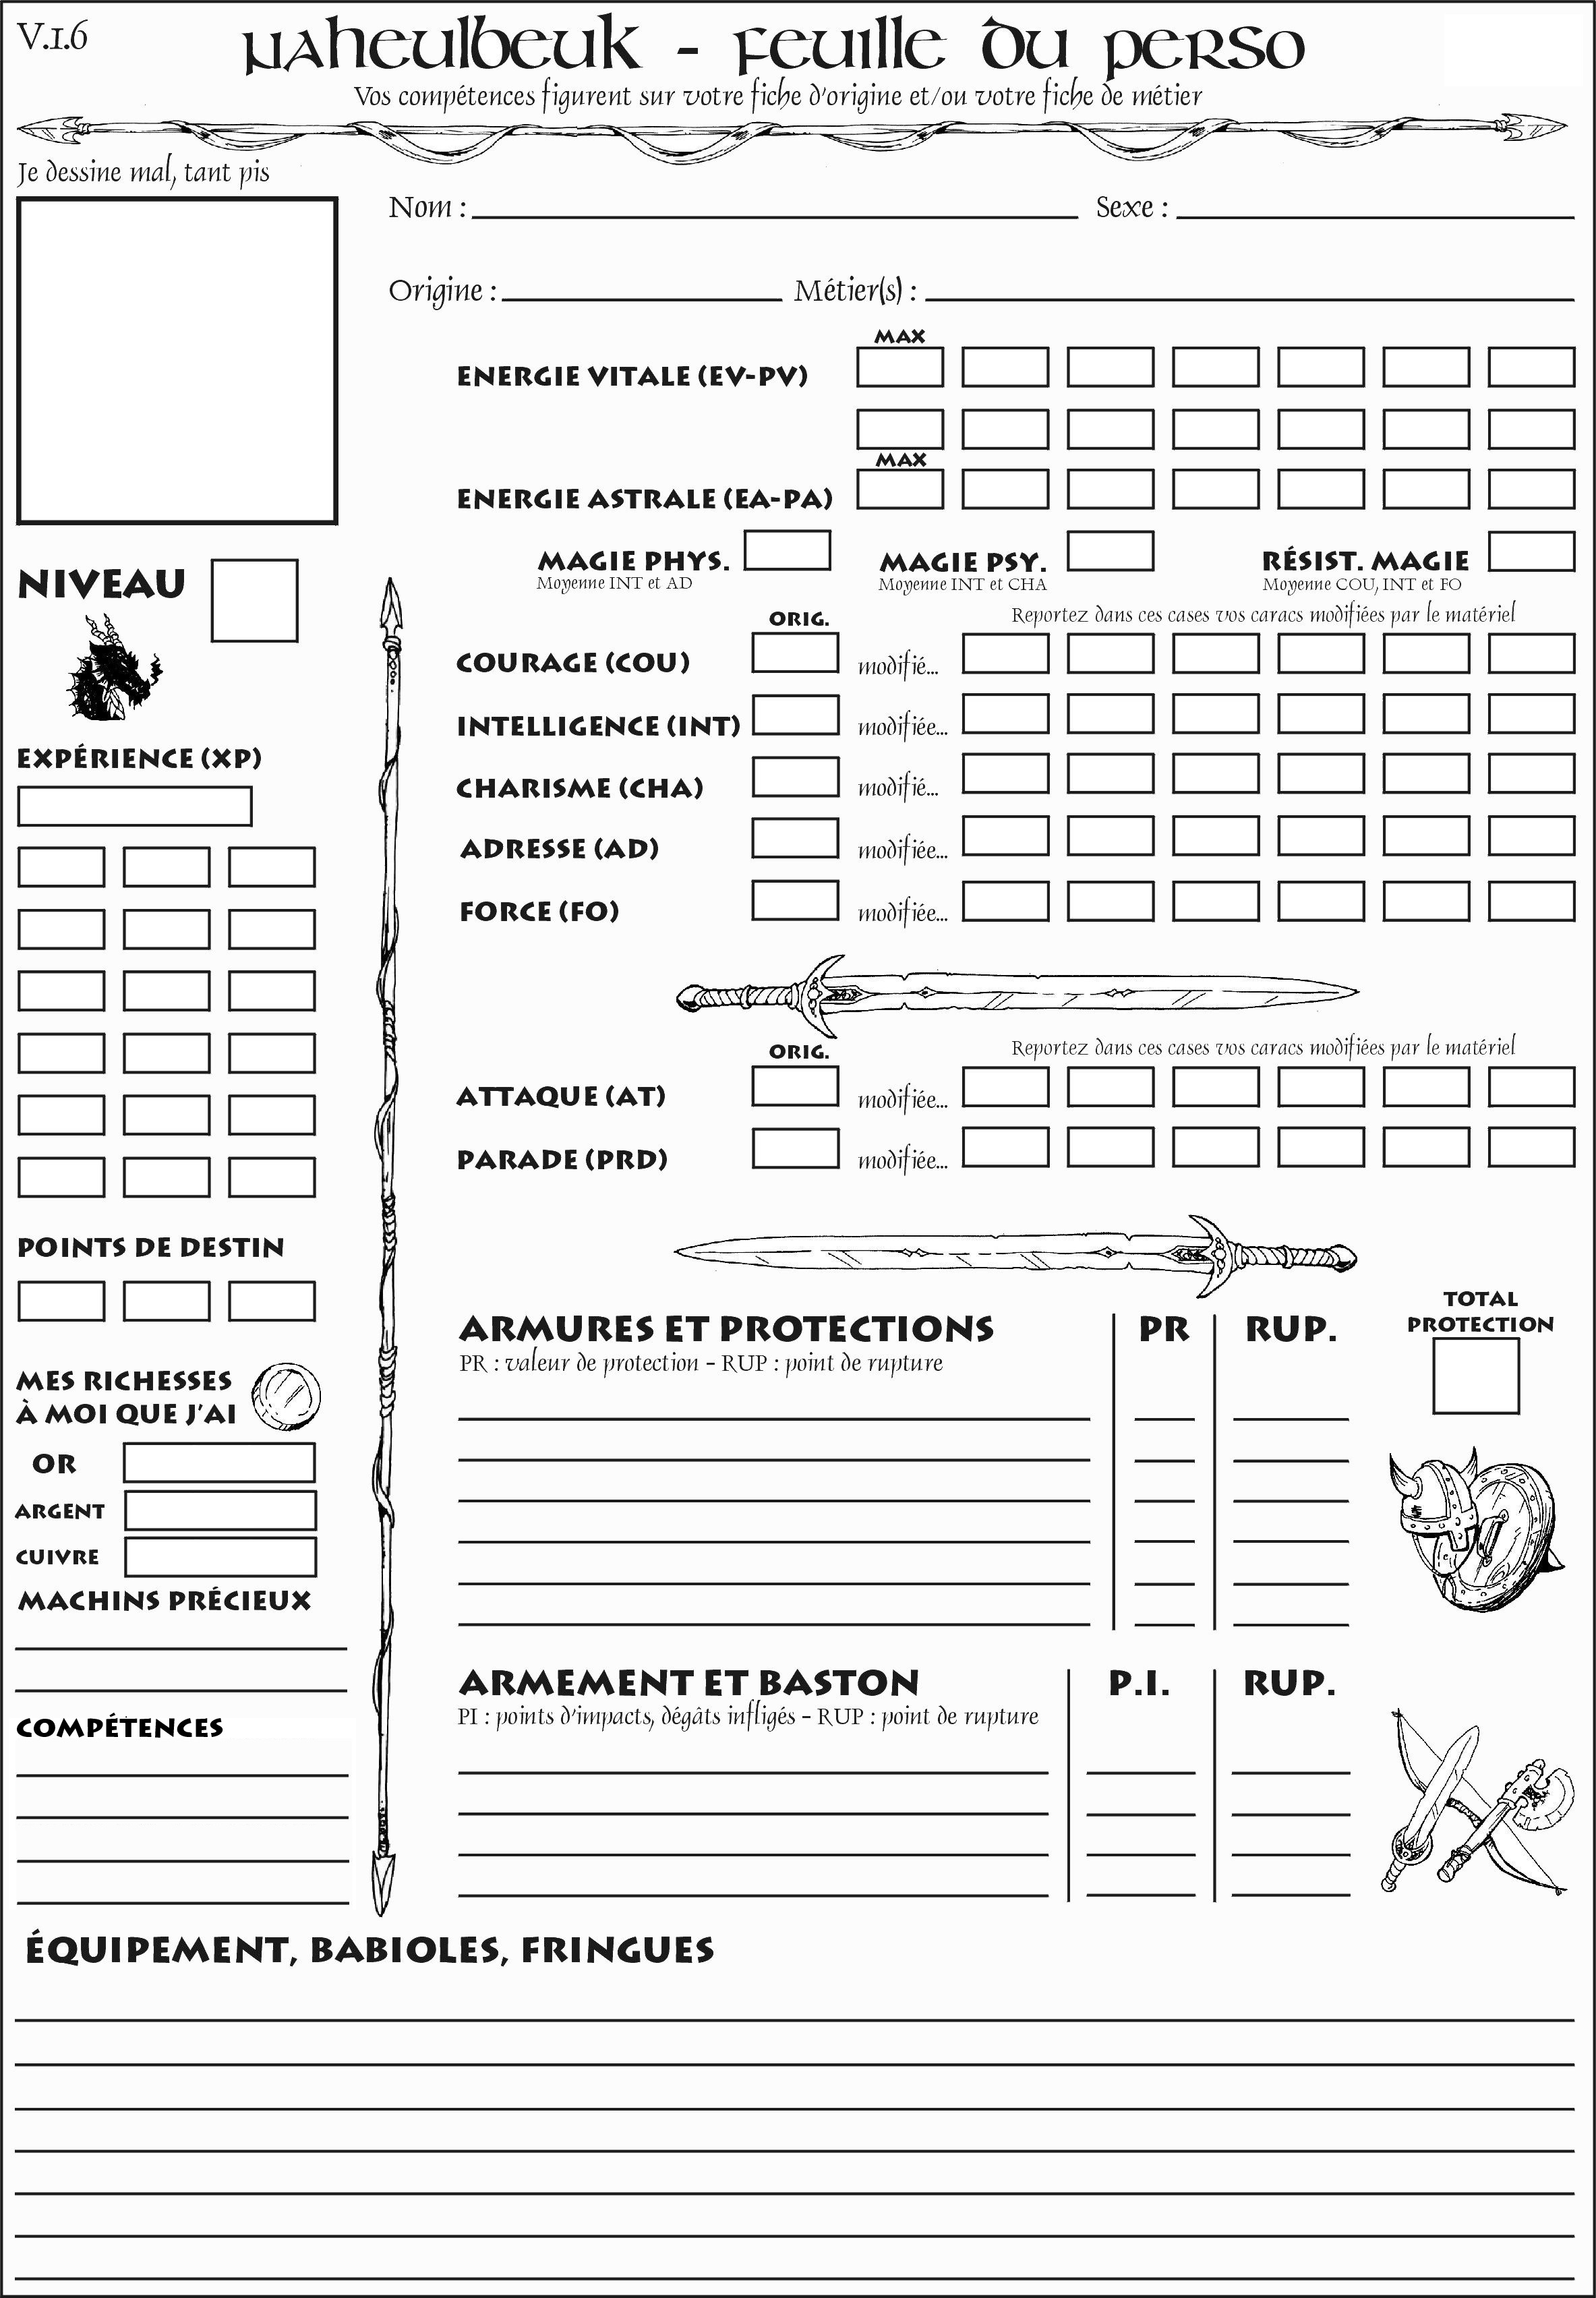 V.1.6
Naheulbeuk - Feuille du perso
Vos compétences figurent sur votre fiche d'origine et/ou votre fiche de métier
Je dessine mal, tant pis
Nom : Sexe :
Origine : Métier(s) :
MAX
ENERGIE VITALE (EV-PV)
MAX
ENERGIE ASTRALE (EA-PA)
MAGIE PHYS. MAGIE PSY. RÉSIST. MAGIE
Moyenne INT et AD Moyenne INT et CHA Moyenne COU, INT et FO
NIVEAU
ORIG. Reportez dans ces cases vos caracs modifiées par le matériel
COURAGE (COU) modifié...
INTELLIGENCE (INT) modifiée...
EXPÉRIENCE (XP)
CHARISME (CHA) modifié...
ADRESSE (AD) modifiée...
FORCE (FO) modifiée...
ORIG. Reportez dans ces cases vos caracs modifiées par le matériel
ATTAQUE (AT) modifiée...
PARADE (PRD) modifiée...
POINTS DE DESTIN
TOTAL
PROTECTION
ARMURES ET PROTECTIONS PR RUP.
PR : valeur de protection - RUP : point de rupture
MES RICHESSES
À MOI QUE J'AI
OR
ARGENT
CUIVRE
MACHINS PRÉCIEUX
ARMEMENT ET BASTON P.I. RUP.
PI : points d'impacts, dégâts infligés - RUP : point de rupture
COMPÉTENCES
ÉQUIPEMENT, BABIOLES, FRINGUES